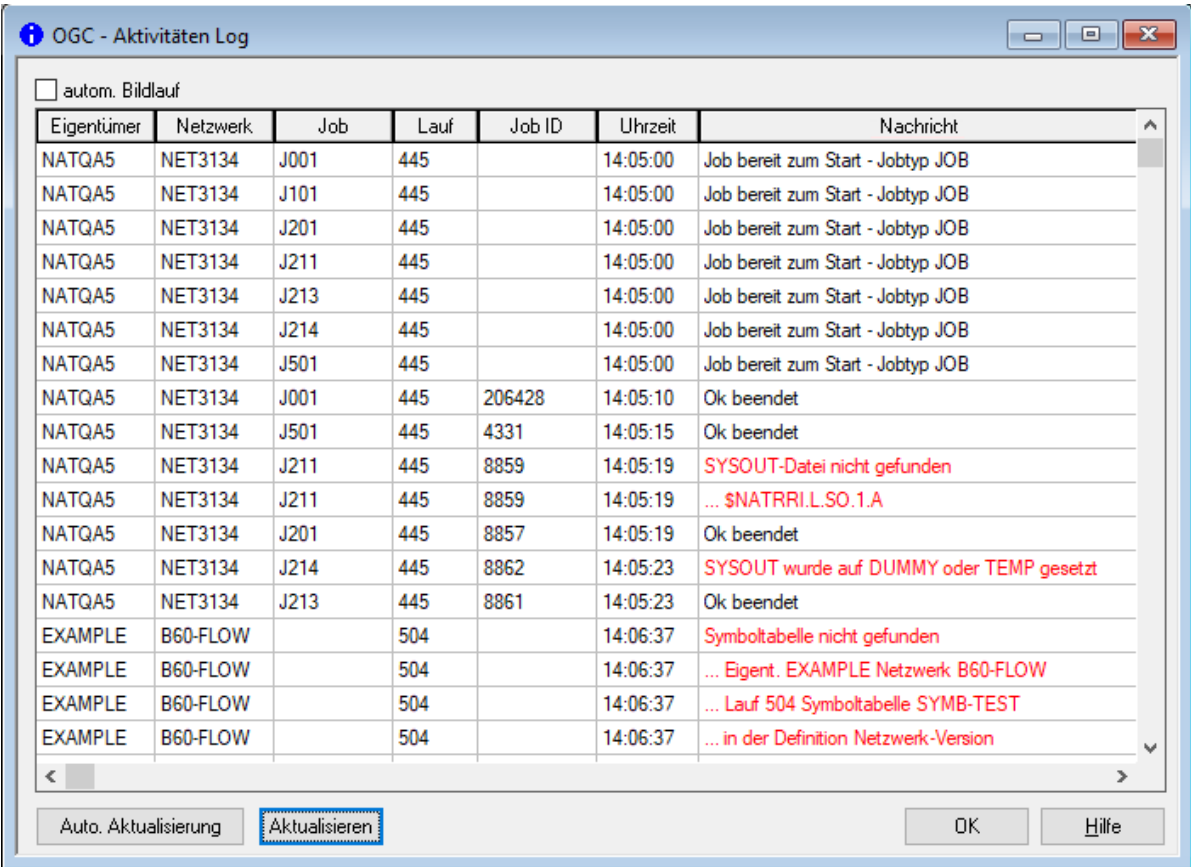 OGC - Aktivitäten Log
autom. Bildlauf
Eigentümer Netzwerk Job Lauf Job ID Uhrzeit Nachricht
NATQA5 NET3134 J001 445 14:05:00 Job bereit zum Start - Jobtyp JOB
NATQA5 NET3134 J101 445 14:05:00 Job bereit zum Start - Jobtyp JOB
NATQA5 NET3134 J201 445 14:05:00 Job bereit zum Start - Jobtyp JOB
NATQA5 NET3134 J211 445 14:05:00 Job bereit zum Start - Jobtyp JOB
NATQA5 NET3134 J213 445 14:05:00 Job bereit zum Start - Jobtyp JOB
NATQA5 NET3134 J214 445 14:05:00 Job bereit zum Start - Jobtyp JOB
NATQA5 NET3134 J501 445 14:05:00 Job bereit zum Start - Jobtyp JOB
NATQA5 NET3134 J001 445 206428 14:05:10 Ok beendet
NATQA5 NET3134 J501 445 4331 14:05:15 Ok beendet
NATQA5 NET3134 J211 445 8859 14:05:19 SYSOUT-Datei nicht gefunden
NATQA5 NET3134 J211 445 8859 14:05:19 ... $NATRRI.L.SO.1.A
NATQA5 NET3134 J201 445 8857 14:05:19 Ok beendet
NATQA5 NET3134 J214 445 8862 14:05:23 SYSOUT wurde auf DUMMY oder TEMP gesetzt
NATQA5 NET3134 J213 445 8861 14:05:23 Ok beendet
EXAMPLE B60-FLOW 504 14:06:37 Symboltabelle nicht gefunden
EXAMPLE B60-FLOW 504 14:06:37 ... Eigent. EXAMPLE Netzwerk B60-FLOW
EXAMPLE B60-FLOW 504 14:06:37 ... Lauf 504 Symboltabelle SYMB-TEST
EXAMPLE B60-FLOW 504 14:06:37 ... in der Definition Netzwerk-Version
Auto. Aktualisierung Aktualisieren OK Hilfe